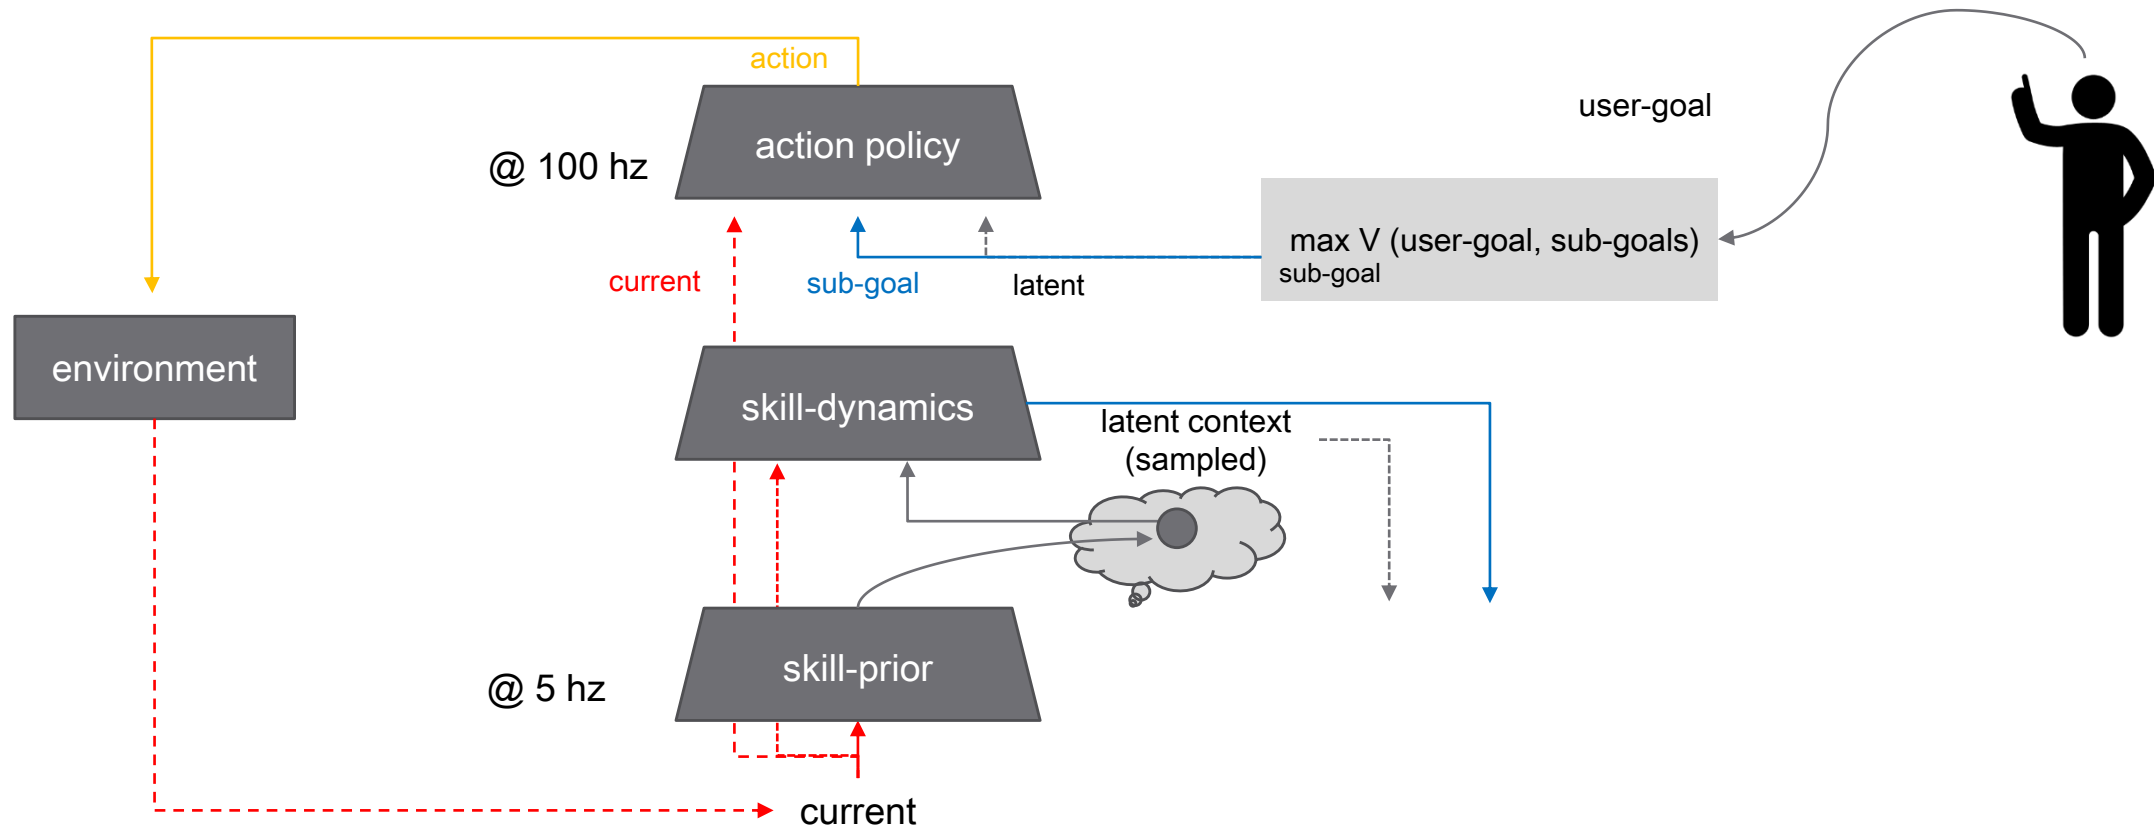 action
user-goal
action policy
@ 100 hz
max V (user-goal, sub-goals)
sub-goal
current
sub-goal
latent
environment
skill-dynamics
latent context
(sampled)
skill-prior
@ 5 hz
current